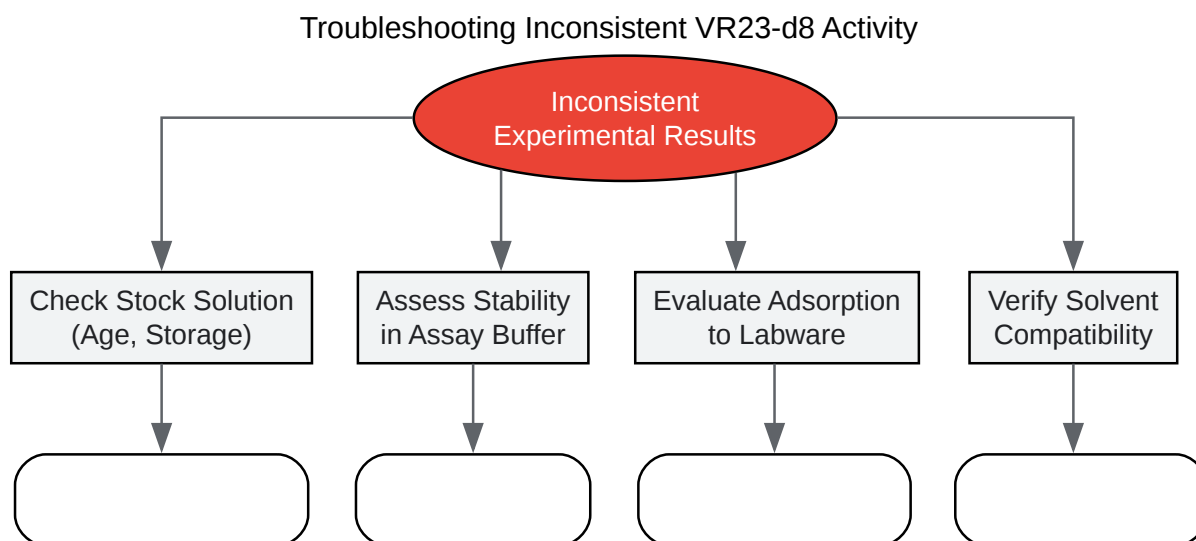 Troubleshooting Inconsistent VR23-d8 Activity
Inconsistent
Experimental Results
Check Stock Solution
(Age, Storage)
Assess Stability
in Assay Buffer
Evaluate Adsorption
to Labware
Verify Solvent
Compatibility